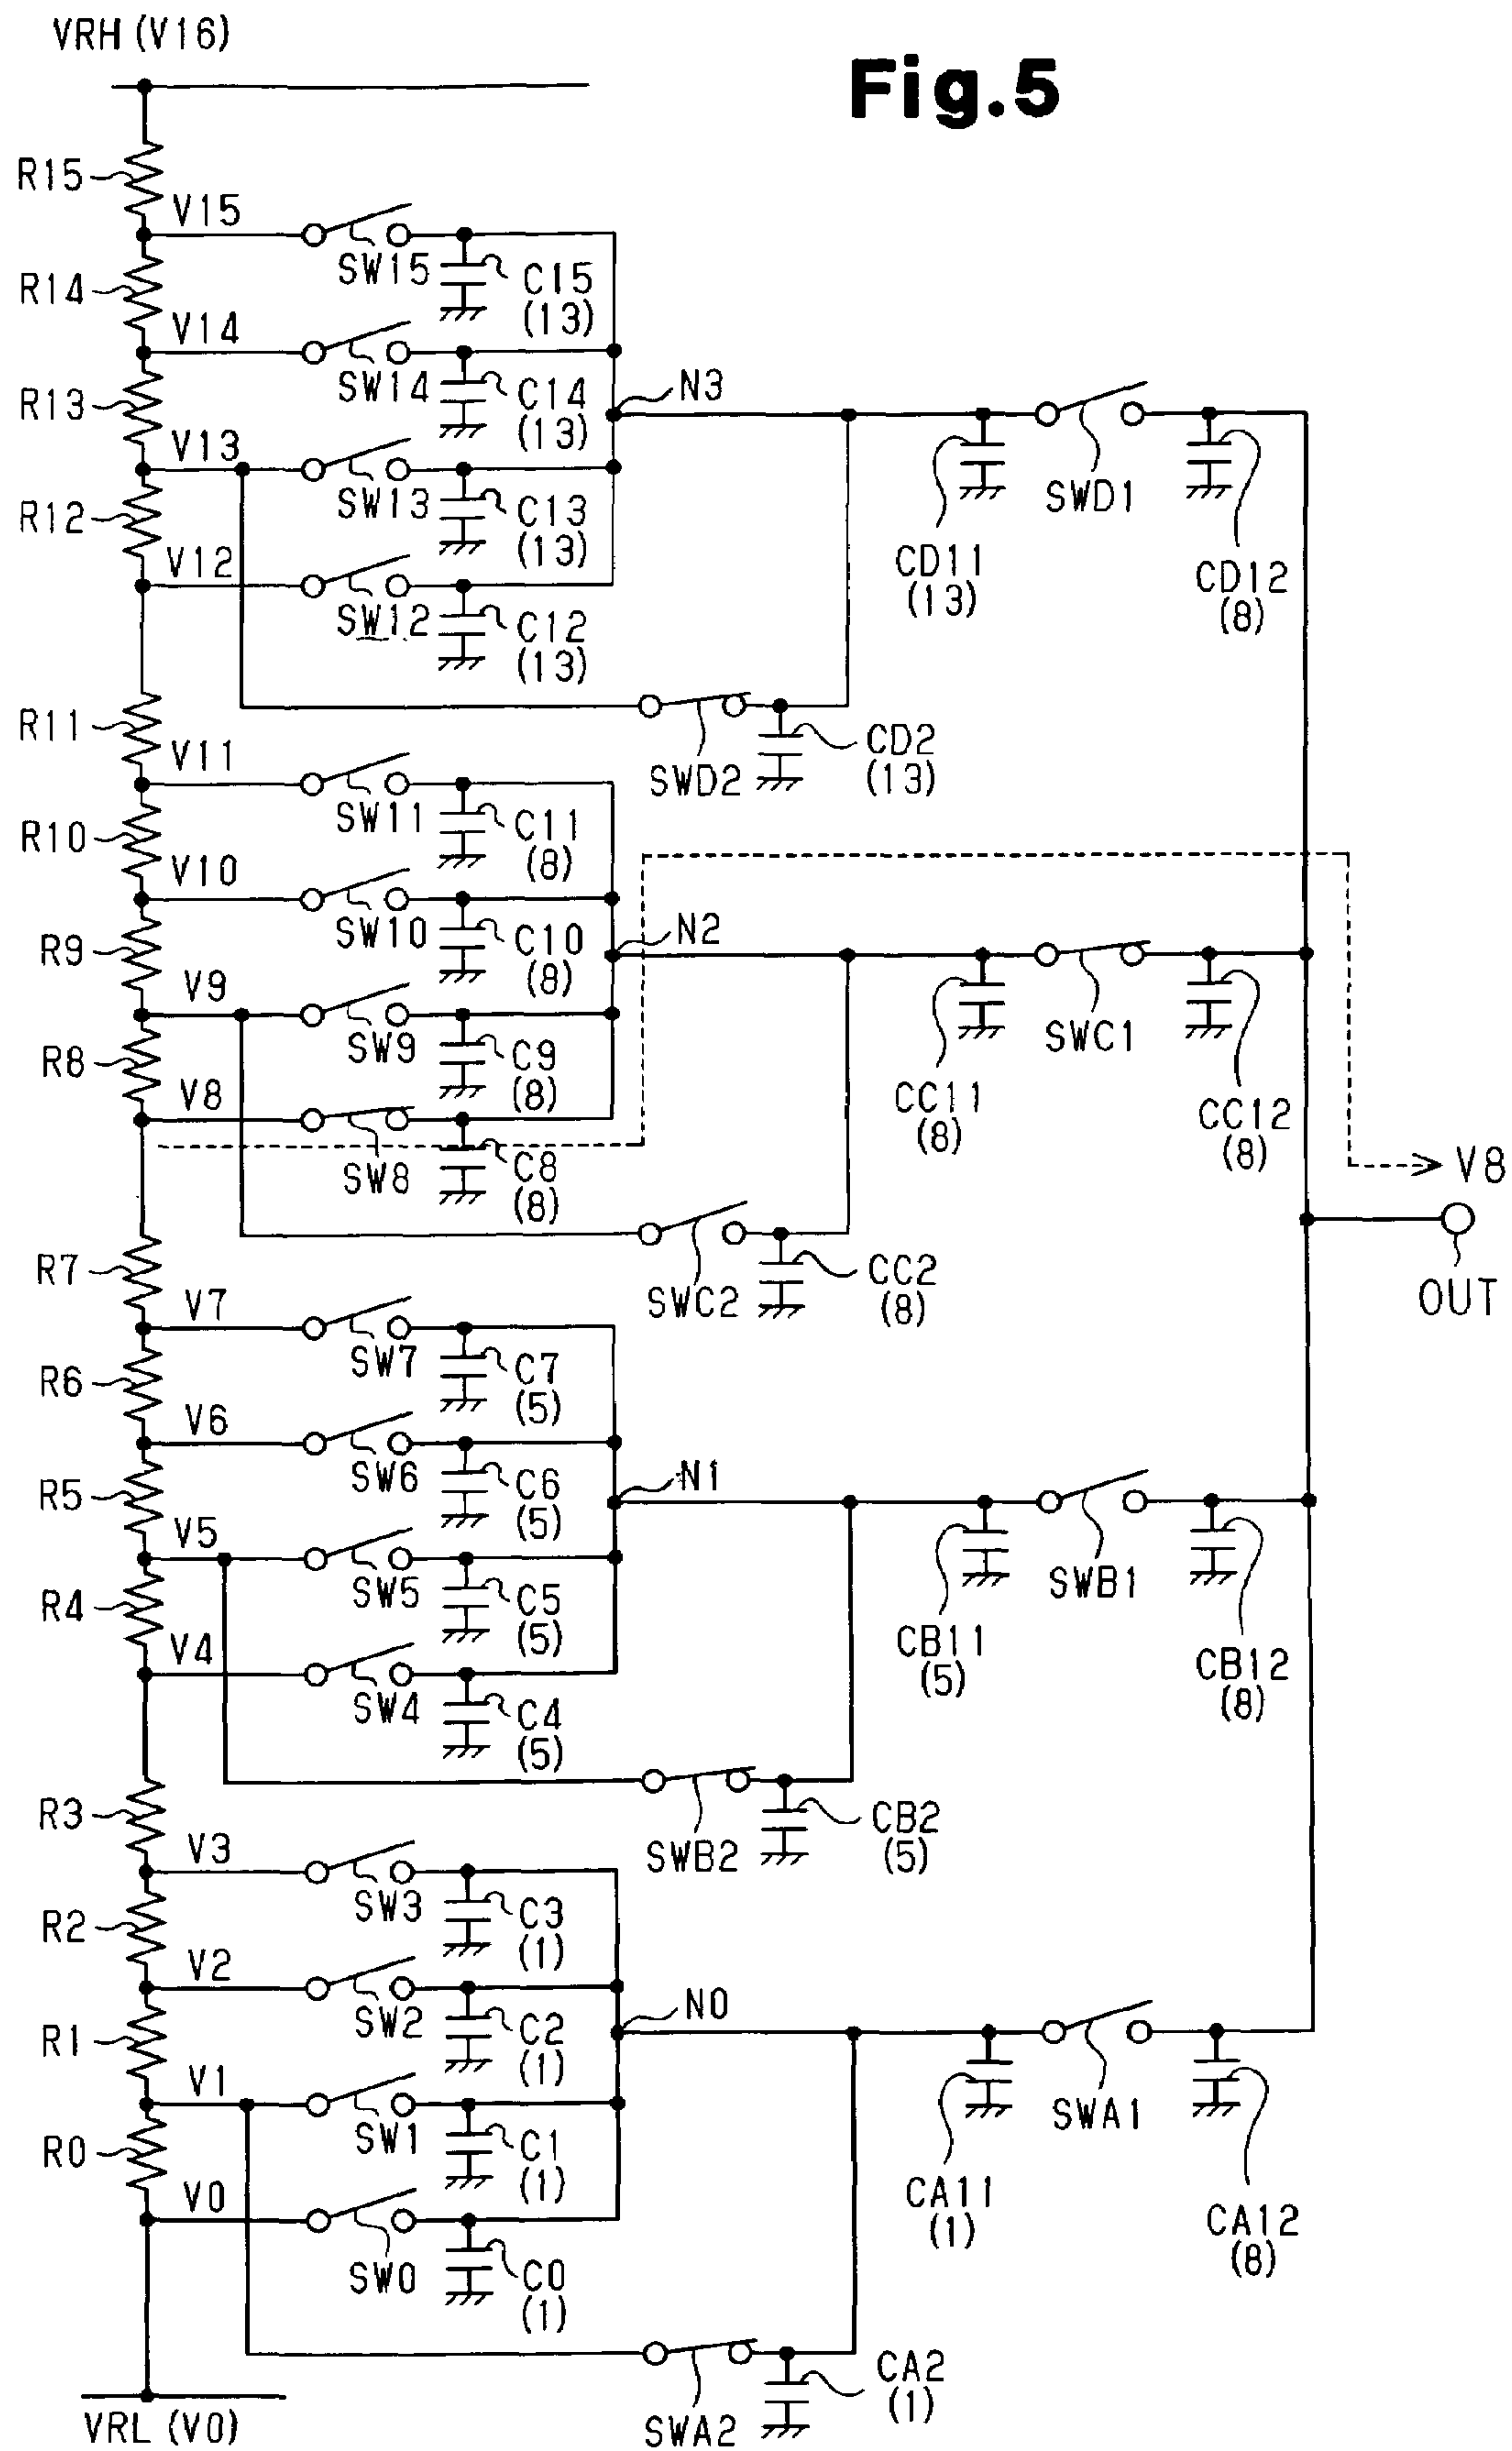 VRH (V16)
Fig.5
R15
V15
SW15
C15
(13)
R14
V14
SW14
C14
(13)
N3
R13
V13
SW13
C13
(13)
SWD1
R12
V12
CD11
(13)
CD12
(8)
SW12
C12
(13)
R11
V11
SWD2
CD2
(13)
SW11
C11
(8)
R10
V10
SW10
C10
(8)
N2
R9
V9
SW9
C9
(8)
SWC1
R8
V8
CC11
(8)
CC12
(8)
SW8
C8
(8)
V8
R7
V7
SWC2
CC2
(8)
OUT
SW7
C7
(5)
R6
V6
SW6
C6
(5)
N1
R5
V5
SW5
C5
(5)
SWB1
R4
V4
CB11
(5)
CB12
(8)
SW4
C4
(5)
R3
V3
SWB2
CB2
(5)
SW3
C3
(1)
R2
V2
SW2
C2
(1)
N0
R1
V1
SW1
C1
(1)
SWA1
R0
V0
CA11
(1)
CA12
(8)
SW0
C0
(1)
VRL (V0)
SWA2
CA2
(1)